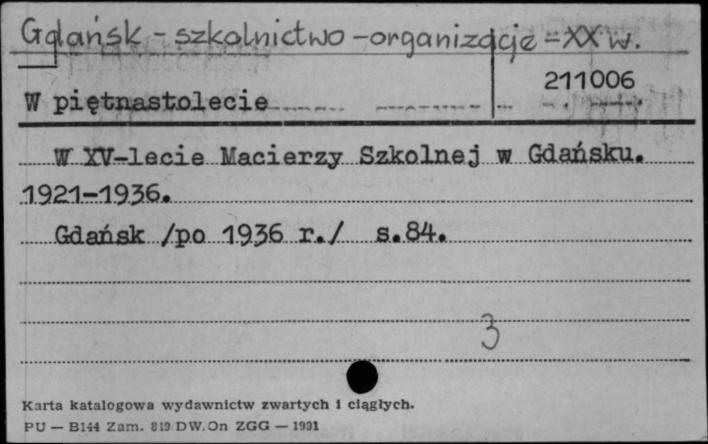 Gdańsk - szkolnictwo - organizacje - XX w.
211006
W piętnastolecie
W XV-lecie Macierzy Szkolnej w Gdańsku.
1921-1936.
Gdańsk /po 1936 r./ s.84.
3
Karta katalogowa wydawnictw zwartych i ciągłych.
PU — B144 Zam. 819 DW.On ZGG — 1991